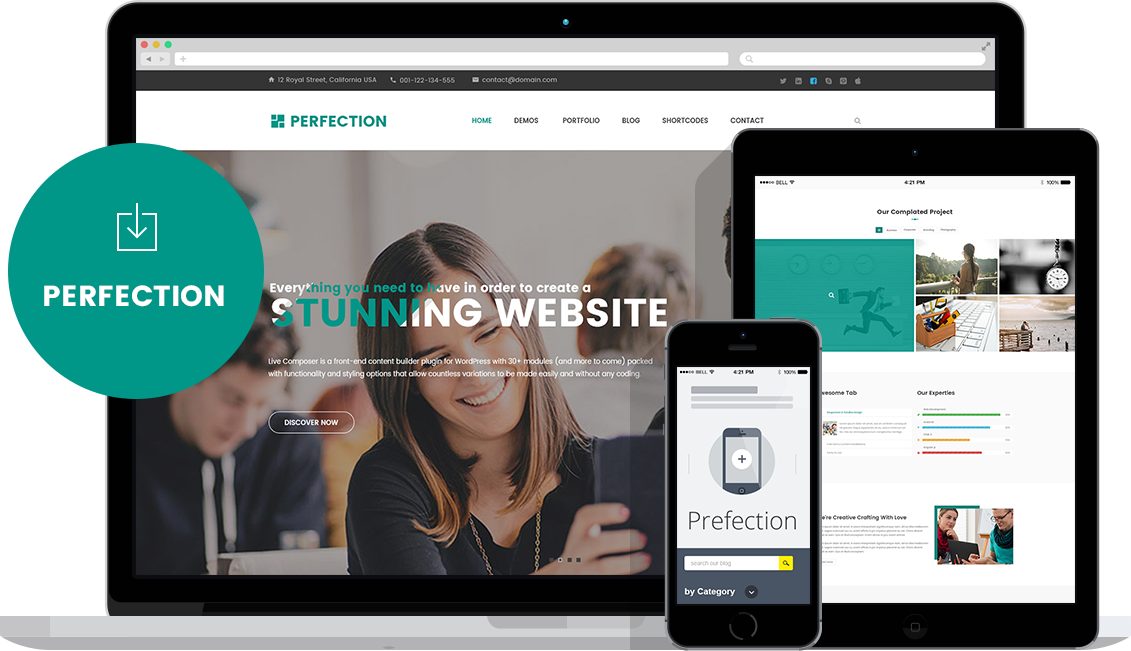 12 Royal Street, California USA
001-122-134-555
contact@domain.com
PERFECTION
HOME
DEMOS
PORTFOLIO
BLOG
SHORTCODES
CONTACT
PERFECTION
Everything you need to have in order to create a
STUNNING WEBSITE
Live Composer is a front-end content builder plugin for WordPress with 30+ modules (and more to come) packed
with functionality and styling options that allow countless variations to be made easily and without any coding.
DISCOVER NOW
BELL
4:21 PM
100%
Our Complated Project
wesome Tab
Our Experties
're Creative Crafting With Love
BELL
4:21 PM
100%
Prefection
Search our blog
by Category